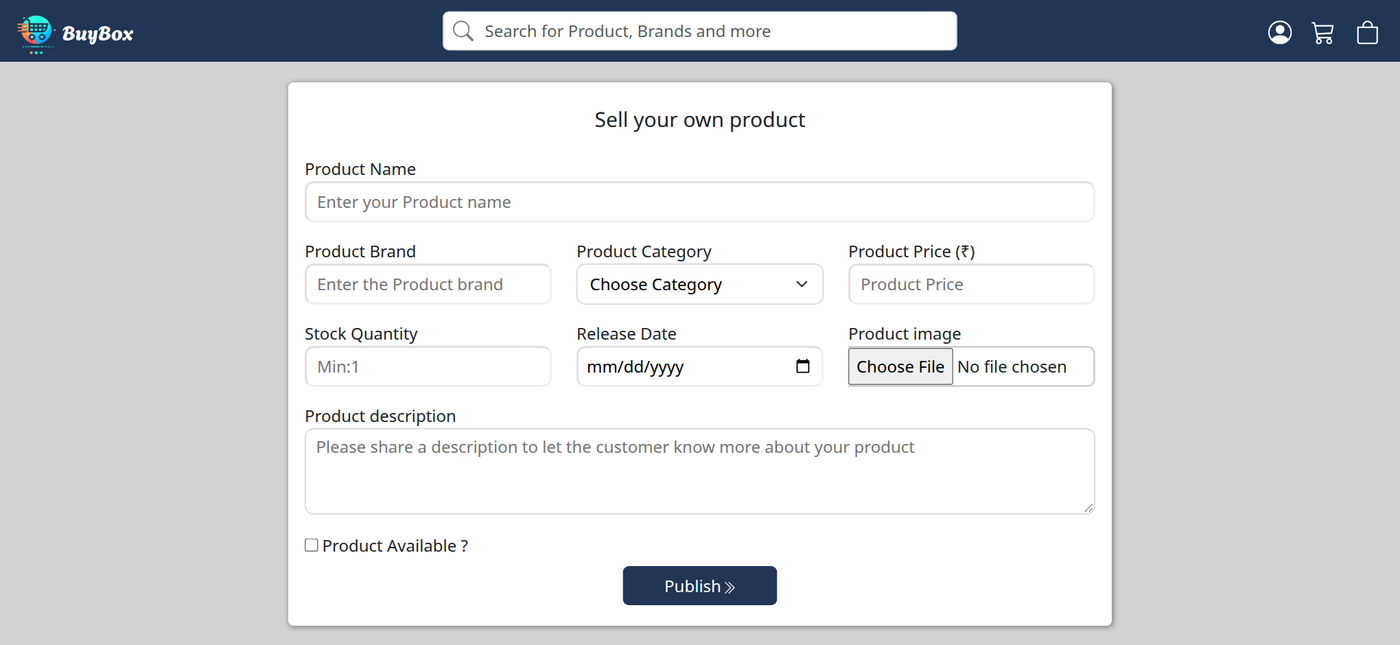 BuyBox
Search for Product, Brands and more
Sell your own product
Product Name
Enter your Product name
Product Brand
Product Category
Product Price (₹)
Enter the Product brand
Choose Category
Product Price
Stock Quantity
Release Date
Product image
Min:1
mm/dd/yyyy
Choose File No file chosen
Product description
Please share a description to let the customer know more about your product
Product Available ?
Publish